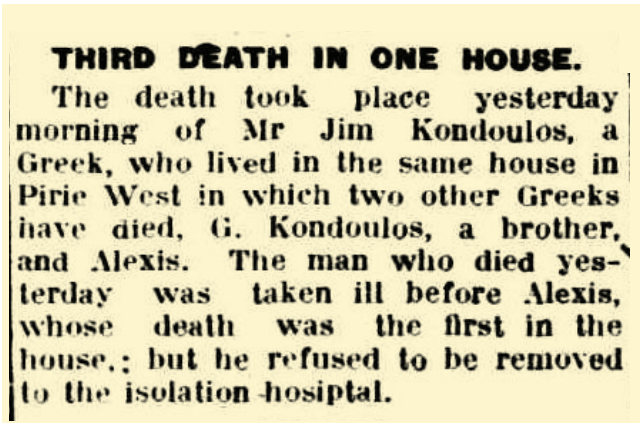 THIRD DEATH IN ONE HOUSE.
The death took place yesterday
morning of Mr Jim Kondoulos, a
Greek, who lived in the same house in
Pirie West in which two other Greeks
have died, G. Kondoulos, a brother,
and Alexis. The man who died yes-
terday was taken ill before Alexis,
whose death was the first in the
house,; but he refused to be removed
to the isolation hosiptal.